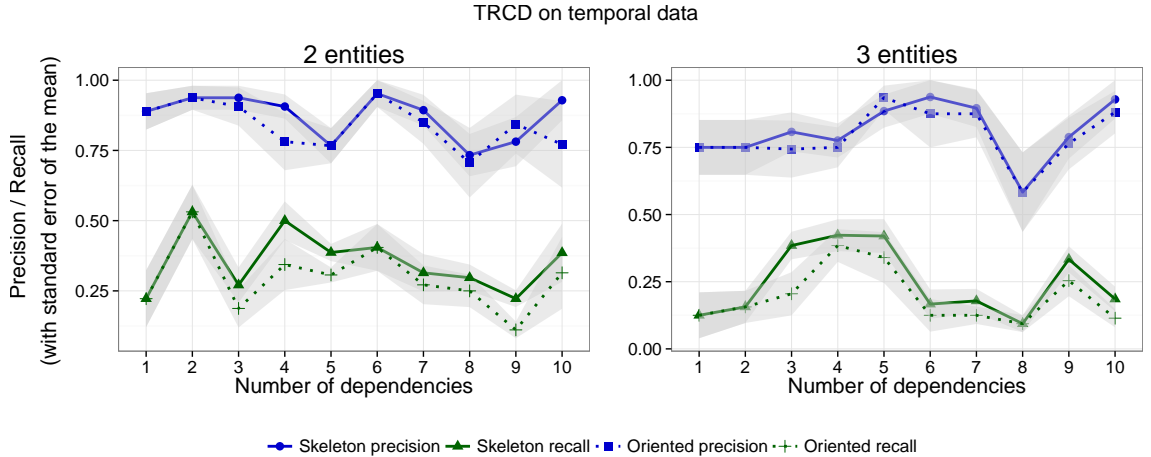 TRCD on temporal data
2 entities
3 entities
Precision / Recall
(with standard error of the mean)
1.00
0.75
0.50
0.25
1.00
0.75
0.50
0.25
0.00
1 2 3 4 5 6 7 8 9 10
1 2 3 4 5 6 7 8 9 10
Number of dependencies
Number of dependencies
Skeleton precision Skeleton recall Oriented precision Oriented recall